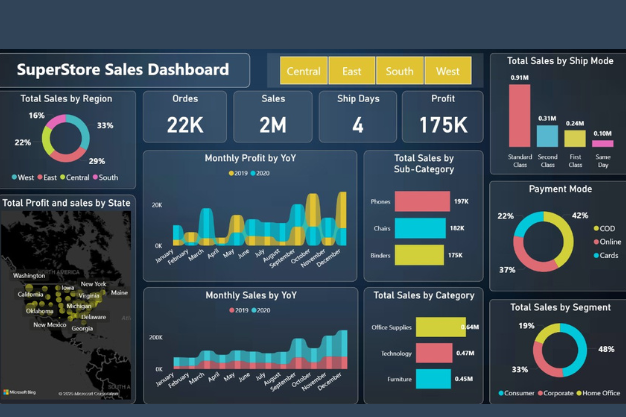 SuperStore Sales Dashboard
Central
East
South
West
Total Sales by Region
16%
33%
22%
29%
West
East
Central
South
Ordes
22K
Sales
2M
Ship Days
4
Profit
175K
Total Sales by Ship Mode
0.91M
0.31M
0.24M
0.10M
Standard
Class
Second
Class
First
Class
Same
Day
Total Profit and sales by State
Washington
Iowa
New York
Maine
California
Virginia
Michigan
Oklahoma
Delaware
New Mexico
Georgia
Microsoft Bing
Monthly Profit by YoY
2019
2020
20K
0K
January
February
March
April
May
June
July
August
September
October
November
December
Total Sales by
Sub-Category
Phones
197K
Chairs
182K
Binders
175K
Payment Mode
22%
42%
37%
COD
Online
Cards
Monthly Sales by YoY
2019
2020
200K
0K
January
February
March
April
May
June
July
August
September
October
November
December
Total Sales by Category
Office Supplies
0.64M
Technology
0.47M
Furniture
0.45M
Total Sales by Segment
19%
48%
33%
Consumer
Corporate
Home Office